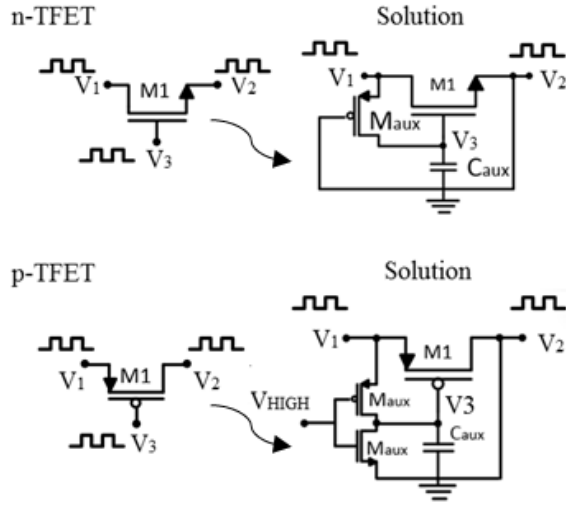 n-TFET
Solution
V1
M1
V2
V3
V1
M1
V2
Maux
V3
Caux
p-TFET
Solution
V1
M1
V2
V3
V1
M1
V2
VHIGH
Maux
V3
Maux
Caux